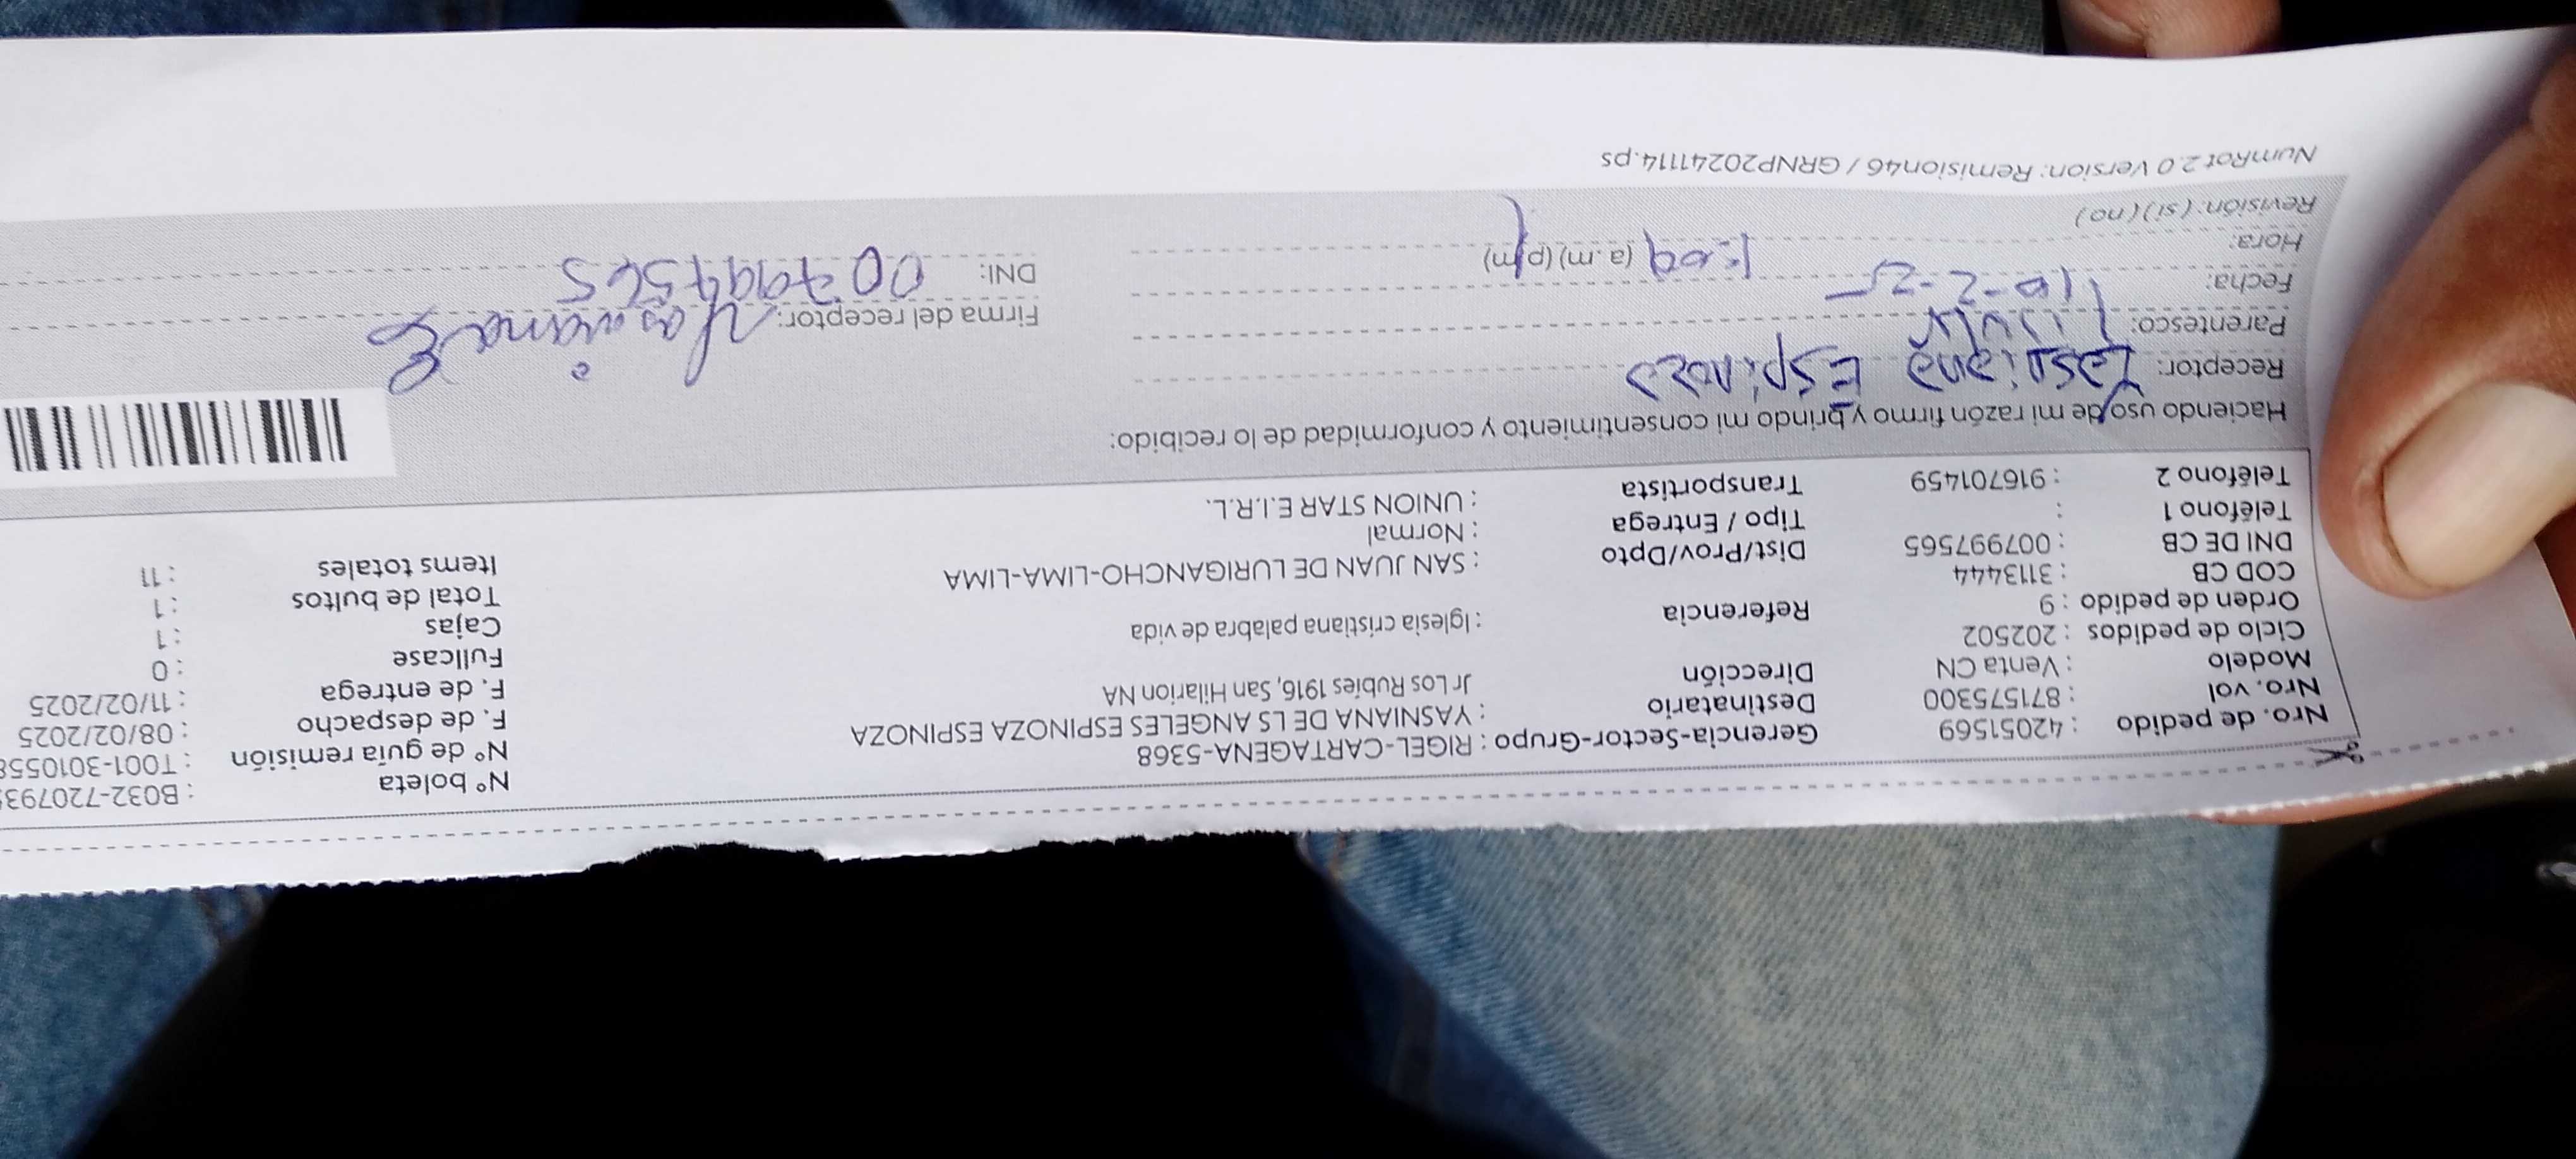 Nro. de pedido : 42051569 Gerencia-Sector-Grupo : RIGEL-CARTAGENA-5368 N° boleta : B032-720793
Nro. vol : 871575300 Destinatario : YASNIANA DE LS ANGELES ESPINOZA ESPINOZA N° de guía remisión : T001-301055
Modelo : Venta CN Dirección Jr Los Rubíes 1916, San Hilarion NA F. de despacho : 08/02/2025
Ciclo de pedidos : 202502 F. de entrega : 11/02/2025
Orden de pedido : 9 Referencia : Iglesia cristiana palabra de vida Fullcase : 0
COD CB : 3113444 Cajas : 1
DNI DE CB : 007997565 Dist/Prov/Dpto : SAN JUAN DE LURIGANCHO-LIMA-LIMA Total de bultos : 1
Teléfono 1 : Tipo / Entrega : Normal Items totales : 11
Teléfono 2 : 916701459 Transportista : UNION STAR E.I.R.L.
Haciendo uso de mi razón firmo y brindo mi consentimiento y conformidad de lo recibido:
Receptor: Yasniana Espinoza
Parentesco: Titular Firma del receptor: Yasniana E
Fecha: 10-2-25 DNI:
Hora: 1:09 (a.m) (p.m)
Revisión: (si) (no)
NumRot 2.0 Version: Remision46 / GRNP20241114.ps